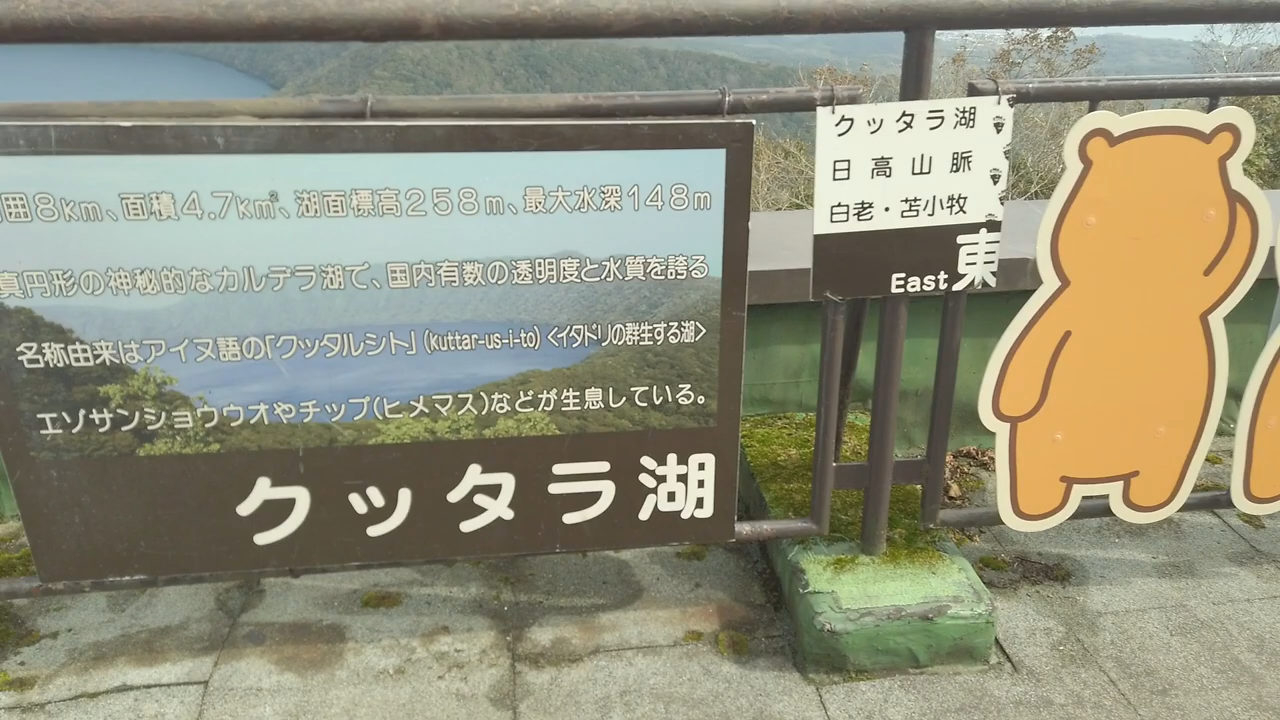 囲8km、面積4.7km²、湖面標高258m、最大水深148m
真円形の神秘的なカルデラ湖で、国内有数の透明度と水質を誇る
名称由来はアイヌ語の「クッタルシト」(kuttar-us-i-to)<イタドリの群生する湖>
エゾサンショウウオやチップ(ヒメマス)などが生息している。
クッタラ湖
クッタラ湖
日高山脈
白老・苫小牧
East 東